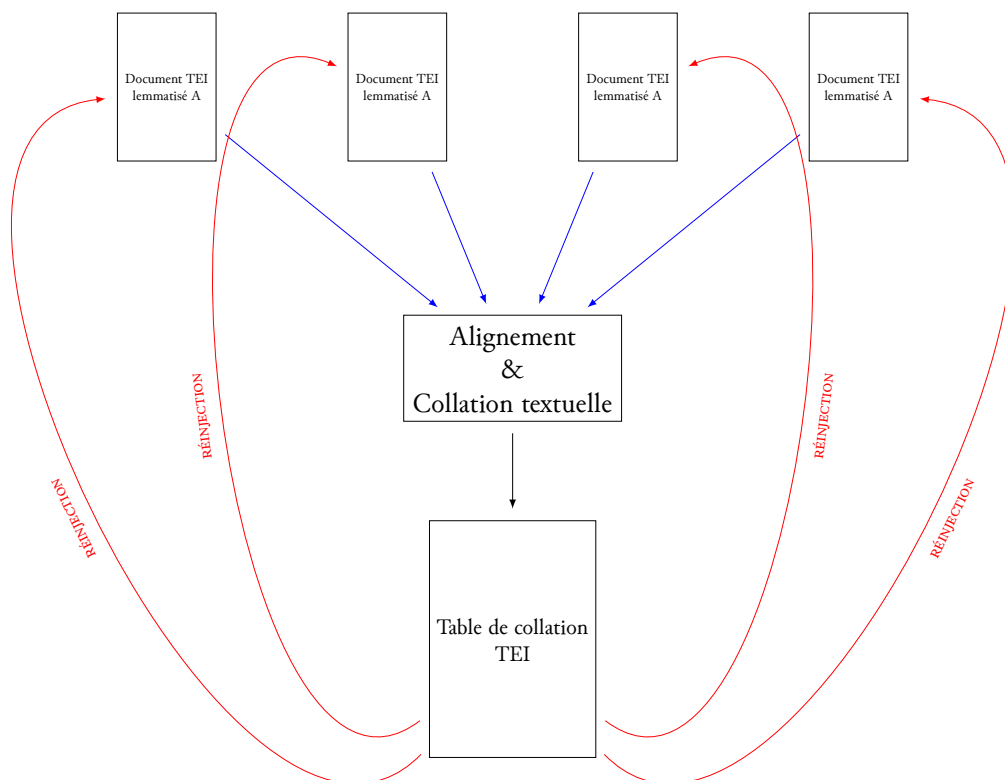 Document TEI
lemmatisé A
Document TEI
lemmatisé A
Document TEI
lemmatisé A
Document TEI
lemmatisé A
Alignement
&
Collation textuelle
RÉINJECTION
RÉINJECTION
RÉINJECTION
RÉINJECTION
Table de collation
TEI